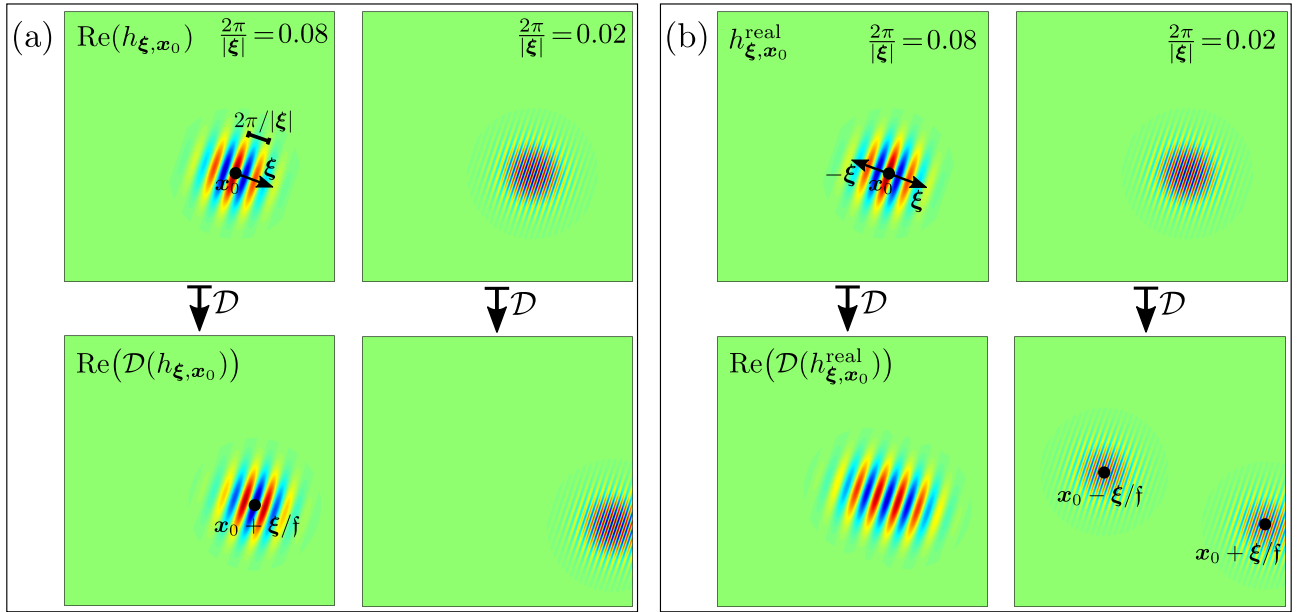 (a) Re(h_{ξ,x₀}) 2π/|ξ| = 0.08
2π/|ξ| = 0.02
2π/|ξ|
ξ
x₀
𝒟
𝒟
Re(𝒟(h_{ξ,x₀}))
x₀ + ξ/𝔣
(b) h^{real}_{ξ,x₀} 2π/|ξ| = 0.08
2π/|ξ| = 0.02
−ξ x₀
ξ
𝒟
𝒟
Re(𝒟(h^{real}_{ξ,x₀}))
x₀ − ξ/𝔣
x₀ + ξ/𝔣